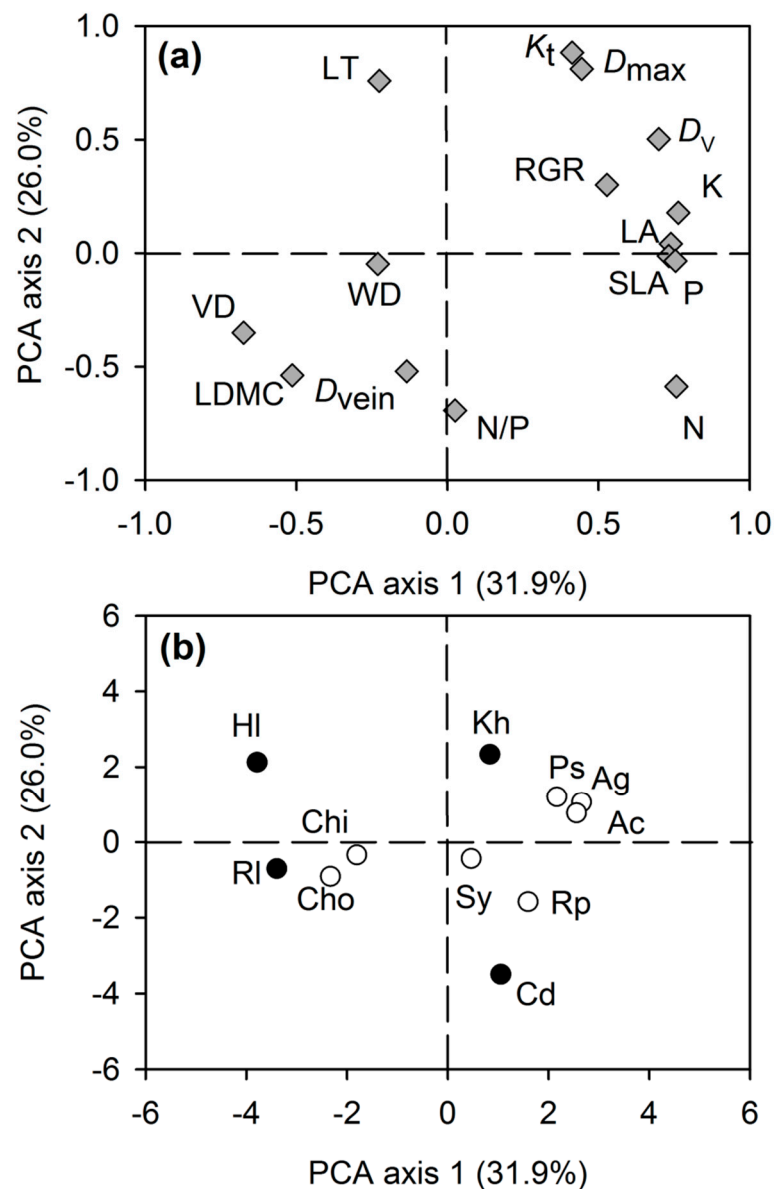 (a)
PCA axis 2 (26.0%)
1.0
0.5
0.0
-0.5
-1.0
LT
Kt
Dmax
DV
RGR
K
LA
SLA
P
WD
VD
LDMC
Dvein
N/P
N
-1.0 -0.5 0.0 0.5 1.0
PCA axis 1 (31.9%)
(b)
PCA axis 2 (26.0%)
6
4
2
0
-2
-4
-6
Hl
Kh
Ps
Ag
Ac
Chi
Rl
Cho
Sy
Rp
Cd
-6 -4 -2 0 2 4 6
PCA axis 1 (31.9%)